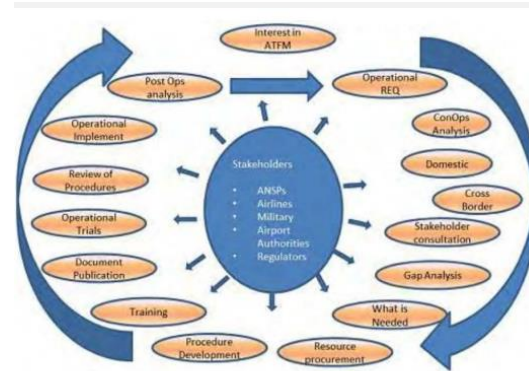 Interest in
ATFM
Post Ops
analysis
Operational
REQ
ConOps
Analysis
Domestic
Cross
Border
Stakeholder
consultation
Gap Analysis
What is
Needed
Resource
procurement
Procedure
Development
Training
Document
Publication
Operational
Trials
Review of
Procedures
Operational
Implement
Stakeholders
• ANSPs
• Airlines
• Military
• Airport
Authorities
• Regulators